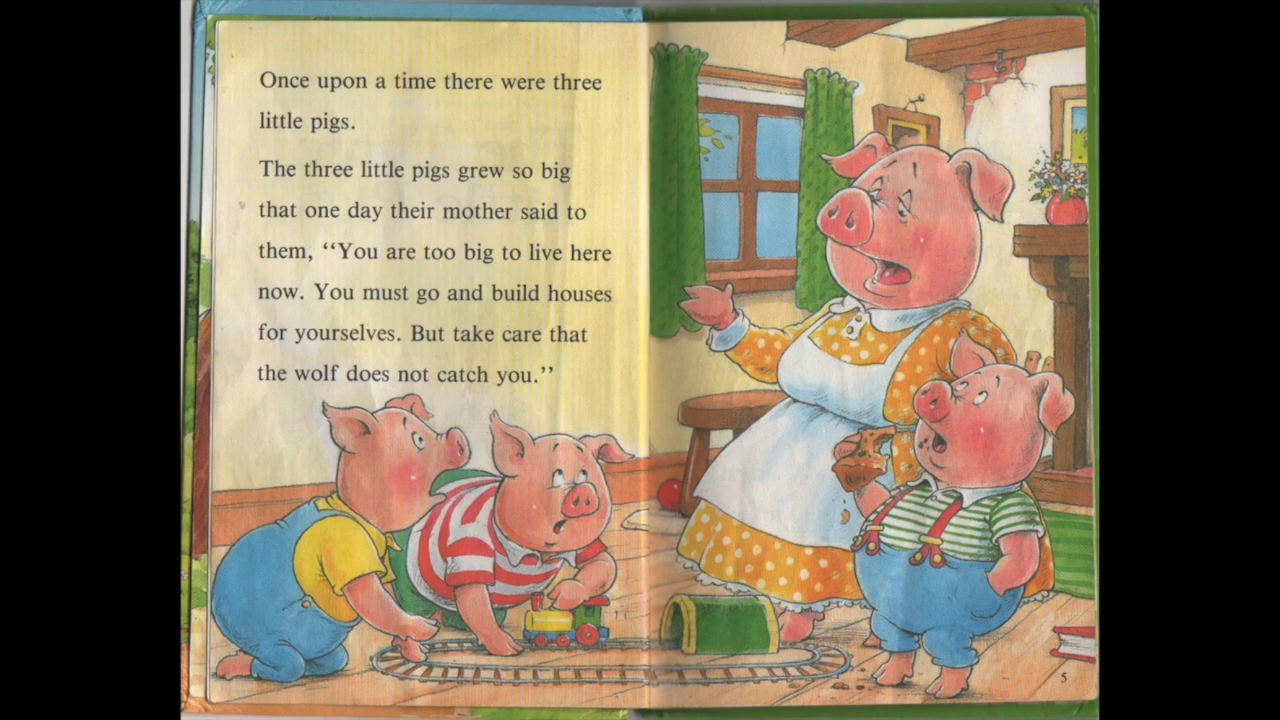 Once upon a time there were three
little pigs.
The three little pigs grew so big
that one day their mother said to
them, “You are too big to live here
now. You must go and build houses
for yourselves. But take care that
the wolf does not catch you.”
5